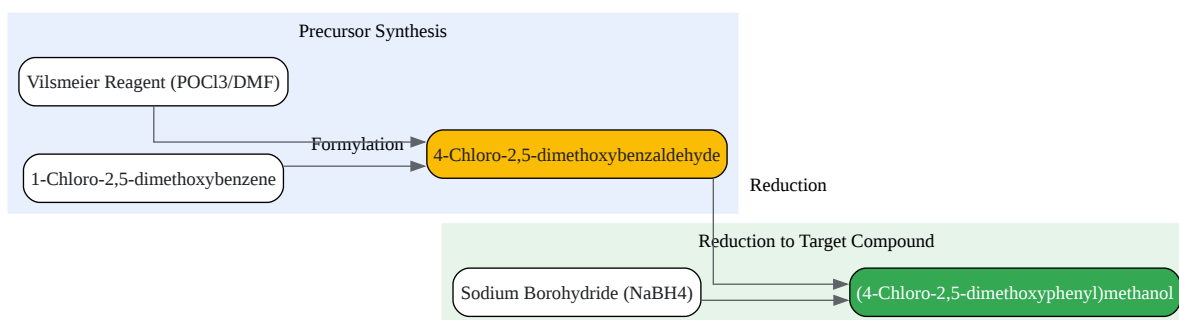 Precursor Synthesis
Vilsmeier Reagent (POCl3/DMF)
Formylation
4-Chloro-2,5-dimethoxybenzaldehyde
1-Chloro-2,5-dimethoxybenzene
Reduction
Reduction to Target Compound
Sodium Borohydride (NaBH4)
(4-Chloro-2,5-dimethoxyphenyl)methanol